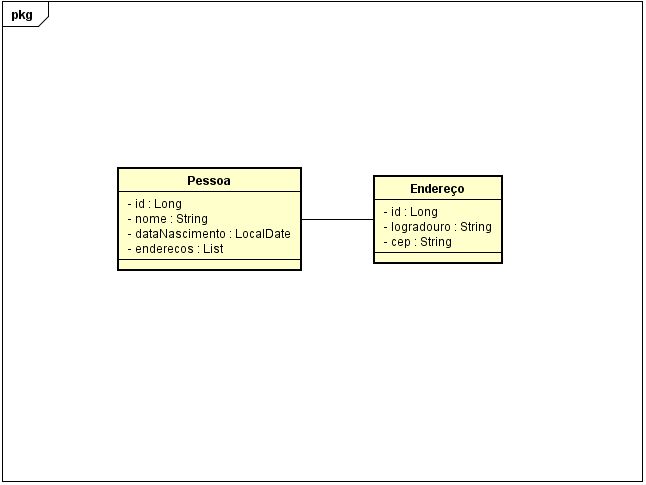 pkg
Pessoa
- id : Long
- nome : String
- dataNascimento : LocalDate
- enderecos : List
Endereço
- id : Long
- logradouro : String
- cep : String